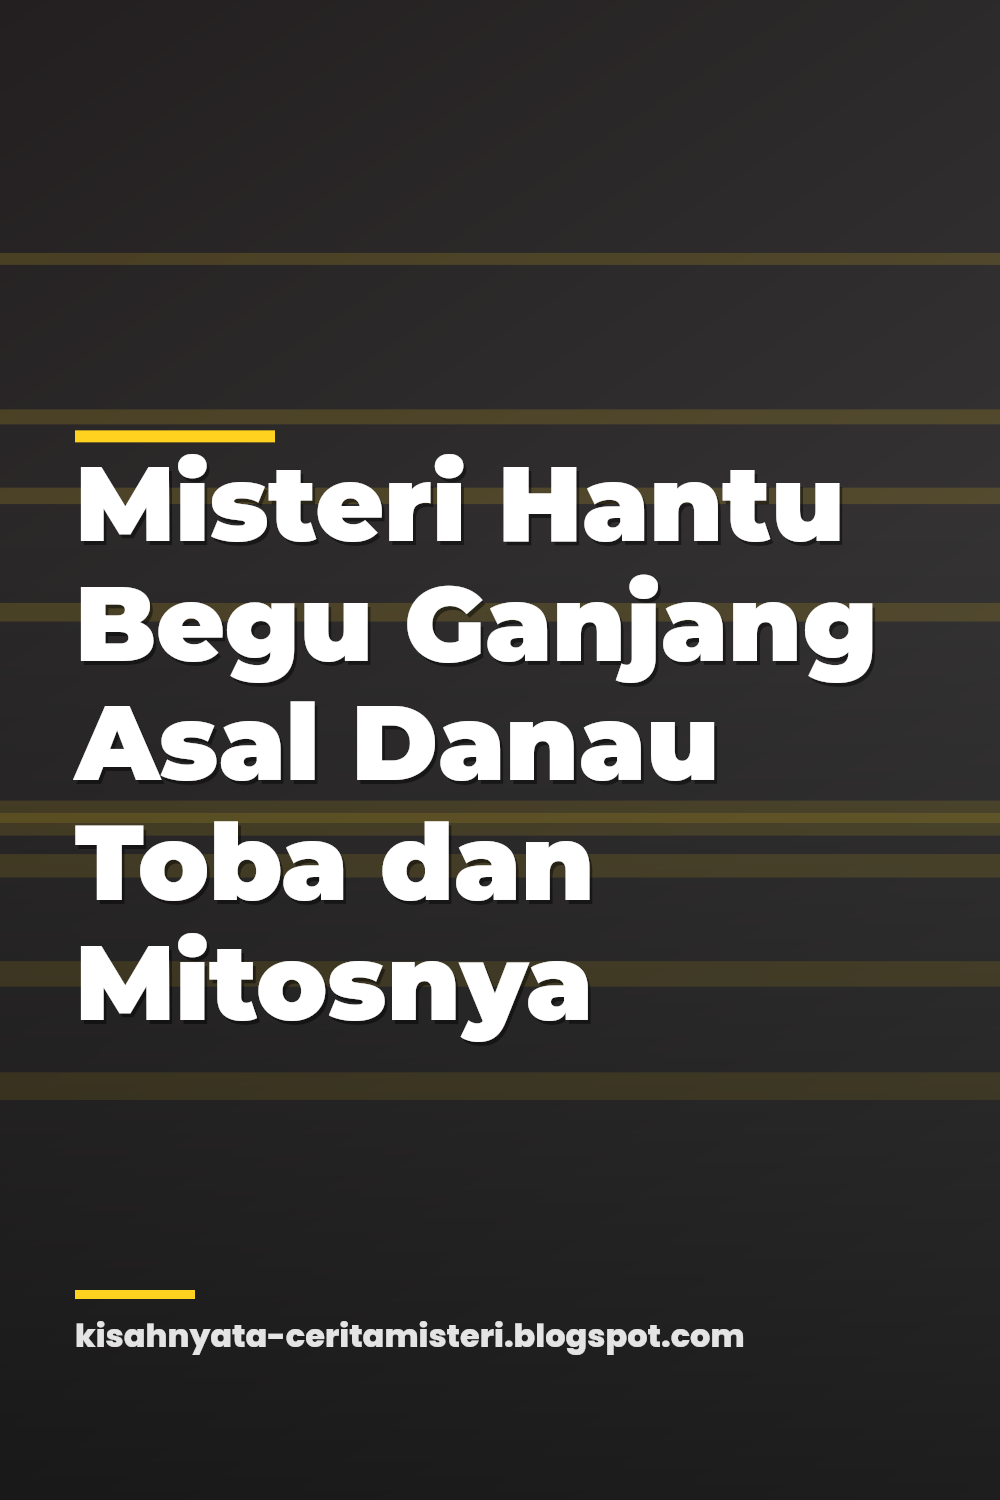 Misteri Hantu
Begu Ganjang
Asal Danau
Toba dan
Mitosnya
kisahnyata-ceritamisteri.blogspot.com